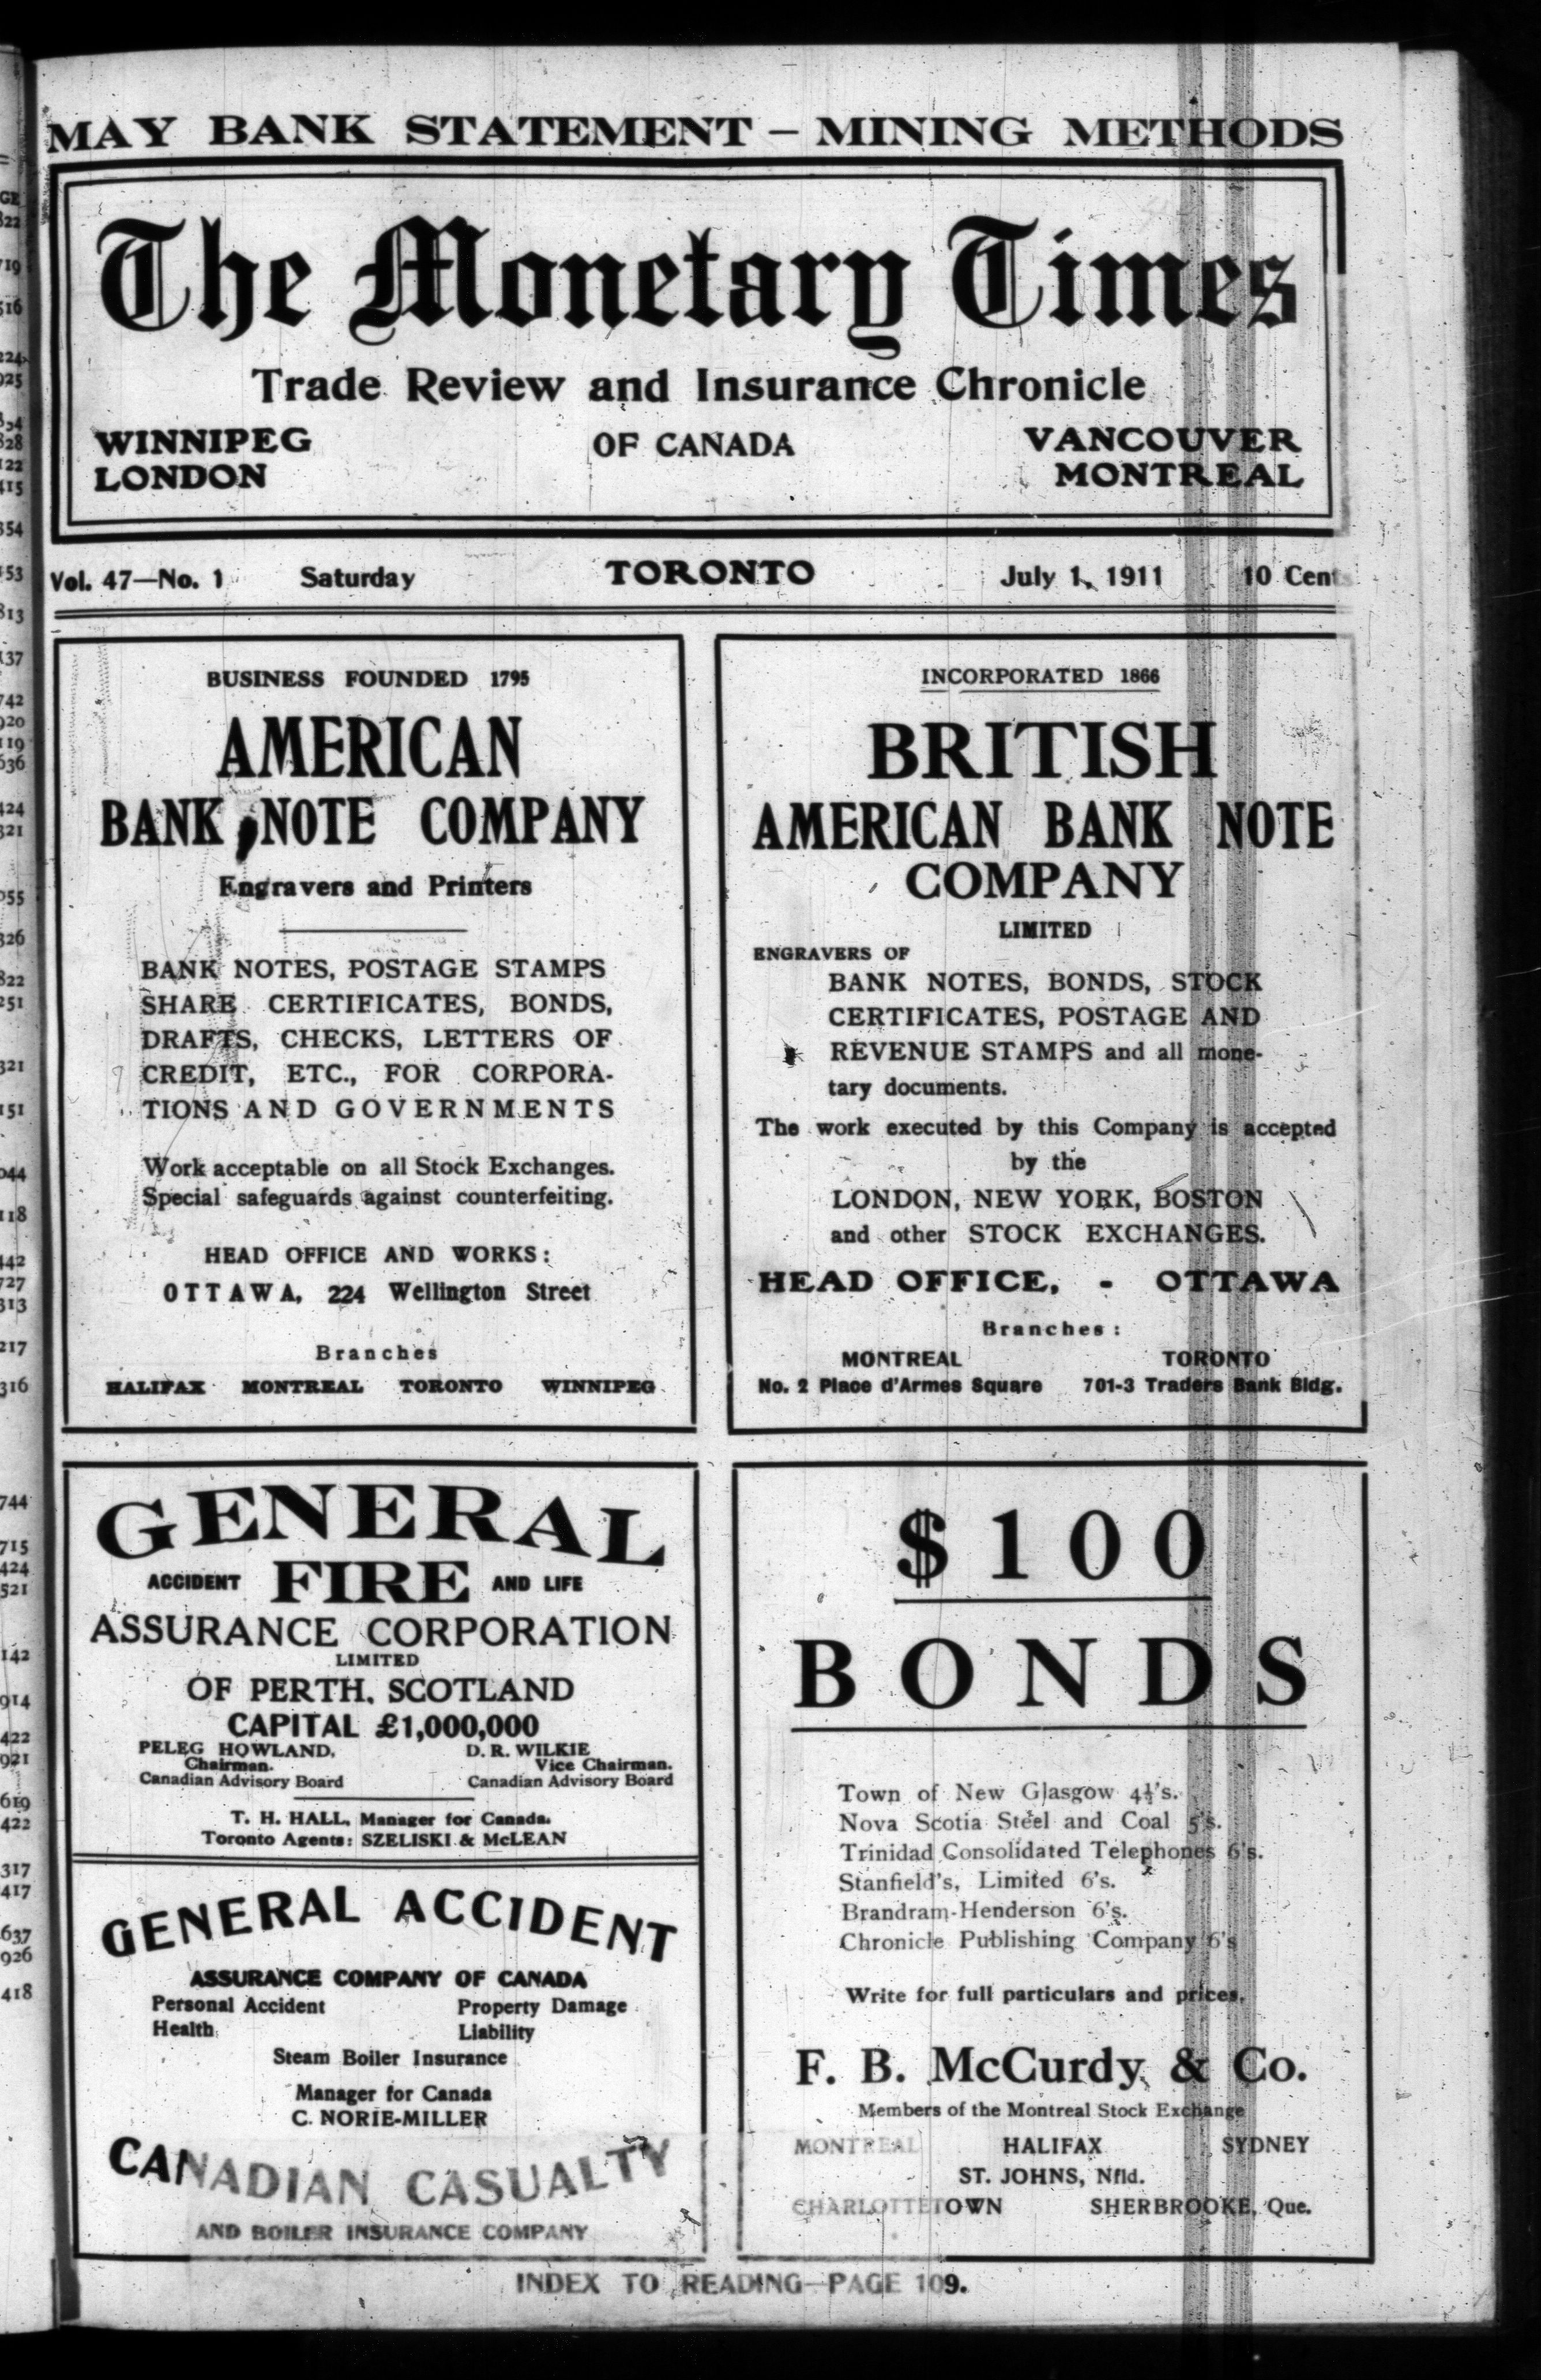 MAY BANK STATEMENT – MINING METHODS
The Monetary Times
Trade Review and Insurance Chronicle
WINNIPEG OF CANADA VANCOUVER
LONDON MONTREAL
Vol. 47—No. 1 Saturday TORONTO July 1, 1911 10 Cents
BUSINESS FOUNDED 1795
AMERICAN
BANK NOTE COMPANY
Engravers and Printers
BANK NOTES, POSTAGE STAMPS
SHARE CERTIFICATES, BONDS,
DRAFTS, CHECKS, LETTERS OF
CREDIT, ETC., FOR CORPORA-
TIONS AND GOVERNMENTS
Work acceptable on all Stock Exchanges.
Special safeguards against counterfeiting.
HEAD OFFICE AND WORKS:
OTTAWA, 224 Wellington Street
Branches
HALIFAX MONTREAL TORONTO WINNIPEG
INCORPORATED 1866
BRITISH
AMERICAN BANK NOTE
COMPANY
LIMITED
ENGRAVERS OF
BANK NOTES, BONDS, STOCK
CERTIFICATES, POSTAGE AND
REVENUE STAMPS and all mone-
tary documents.
The work executed by this Company is accepted
by the
LONDON, NEW YORK, BOSTON
and other STOCK EXCHANGES.
HEAD OFFICE, - OTTAWA
Branches:
MONTREAL TORONTO
No. 2 Place d'Armes Square 701-3 Traders Bank Bldg.
GENERAL
ACCIDENT FIRE AND LIFE
ASSURANCE CORPORATION
LIMITED
OF PERTH, SCOTLAND
CAPITAL £1,000,000
PELEG HOWLAND, D. R. WILKIE
Chairman. Vice Chairman.
Canadian Advisory Board Canadian Advisory Board
T. H. HALL, Manager for Canada.
Toronto Agents: SZELISKI & McLEAN
GENERAL ACCIDENT
ASSURANCE COMPANY OF CANADA
Personal Accident Property Damage
Health Liability
Steam Boiler Insurance
Manager for Canada
C. NORIE-MILLER
CANADIAN CASUALTY
AND BOILER INSURANCE COMPANY
$100
BONDS
Town of New Glasgow 4½'s.
Nova Scotia Steel and Coal 5's.
Trinidad Consolidated Telephones 6's.
Stanfield's, Limited 6's.
Brandram-Henderson 6's.
Chronicle Publishing Company 6's
Write for full particulars and prices.
F. B. McCurdy & Co.
Members of the Montreal Stock Exchange
MONTREAL HALIFAX SYDNEY
ST. JOHNS, Nfld.
CHARLOTTETOWN SHERBROOKE, Que.
INDEX TO READING—PAGE 109.